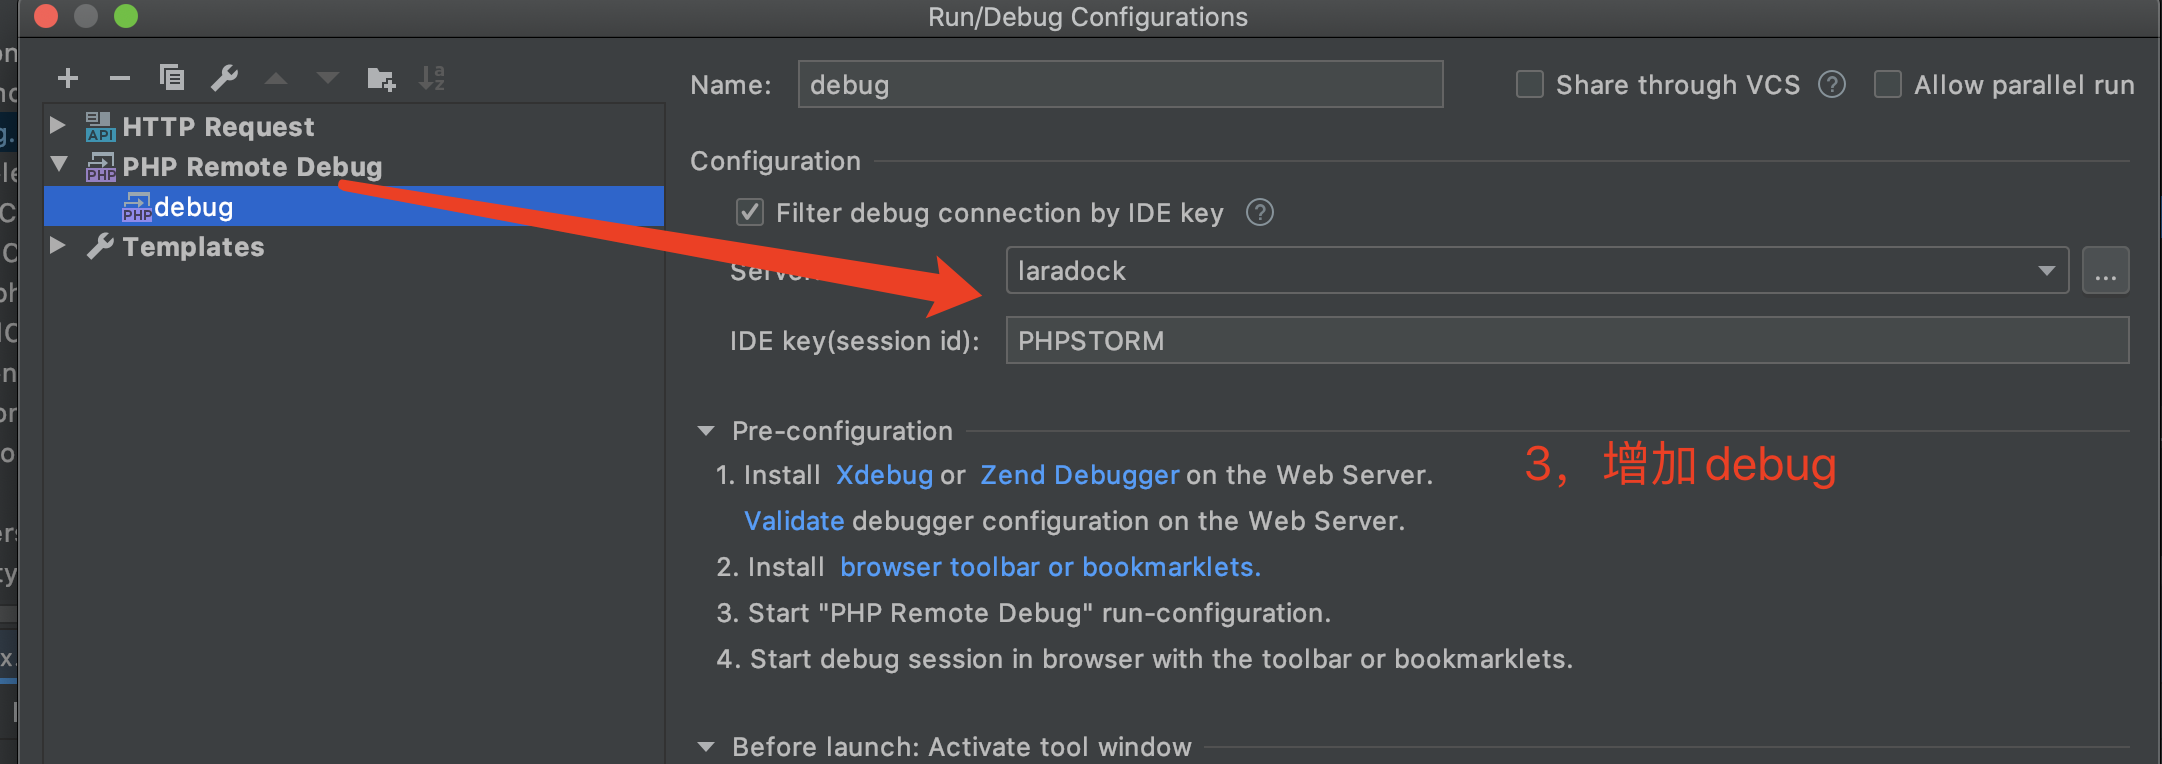 Run/Debug Configurations
Name: debug
Share through VCS ? Allow parallel run
API HTTP Request
PHP PHP Remote Debug
PHP debug
Templates
Configuration
Filter debug connection by IDE key ?
Server: laradock ...
IDE key(session id): PHPSTORM
Pre-configuration
1. Install Xdebug or Zend Debugger on the Web Server.
Validate debugger configuration on the Web Server.
3，增加debug
2. Install browser toolbar or bookmarklets.
3. Start "PHP Remote Debug" run-configuration.
4. Start debug session in browser with the toolbar or bookmarklets.
Before launch: Activate tool window